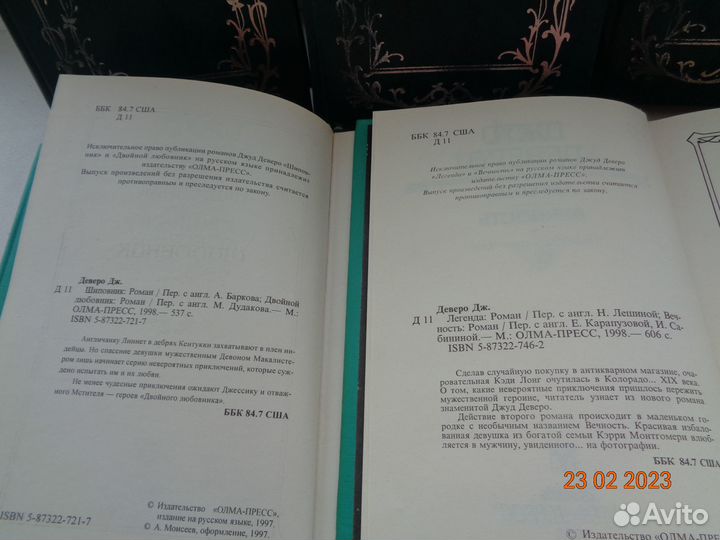 ББК 84.7 США
Д 11
Исключительное право публикации романов Джуд Деверо «Шипов-
ник» и «Двойной любовник» на русском языке принадлежит
издательству «ОЛМА-ПРЕСС».
Выпуск произведений без разрешения издательства считается
противоправным и преследуется по закону.
Деверо Дж.
Д 11 Шиповник: Роман / Пер. с англ. А. Баркова; Двойной
любовник: Роман / Пер. с англ. М. Дудакова.— М.:
ОЛМА-ПРЕСС, 1998.— 537 с.
ISBN 5-87322-721-7
Англичанку Линнет в дебрях Кентукки захватывают в плен индей-
цы. Но спасение девушки мужественным Девоном Макалисте-
ром лишь начинает серию невероятных приключений, которые суж-
дено испытать им и их любви.
Не менее чудесные приключения ожидают Джессику и отваж-
ного Мстителя — героев «Двойного любовника».
ББК 84.7 США
© Издательство «ОЛМА-ПРЕСС»,
издание на русском языке, 1997.
© А. Моисеев, оформление, 1997.
ISBN 5-87322-721-7
ББК 84.7 США
Д 11
Исключительное право публикации романов Джуд Деверо
«Легенда» и «Вечность» на русском языке принадлежит
издательству «ОЛМА-ПРЕСС».
Выпуск произведений без разрешения издательства считается
противоправным и преследуется по закону.
Деверо Дж.
Д 11 Легенда: Роман / Пер. с англ. Н. Лешиной; Веч-
ность: Роман / Пер. с англ. Е. Карапузовой, И. Са-
бининой.— М.: ОЛМА-ПРЕСС, 1998.— 606 с.
ISBN 5-87322-746-2
Сделав случайную покупку в антикварном магазине, оча-
ровательная Кэди Лонг очутилась в Колорадо... XIX века.
О том, какие невероятные приключения пришлось пережить
мужественной героине, читатель узнает из нового романа
знаменитой Джуд Деверо.
Действие второго романа происходит в маленьком горо-
дке с необычным названием Вечность. Красивая избало-
ванная девушка из богатой семьи Кэрри Монтгомери влюб-
ляется в мужчину, увиденного... на фотографии.
ББК 84.7 США
© Издательство «ОЛМА-ПРЕСС»
23 02 2023
Avito